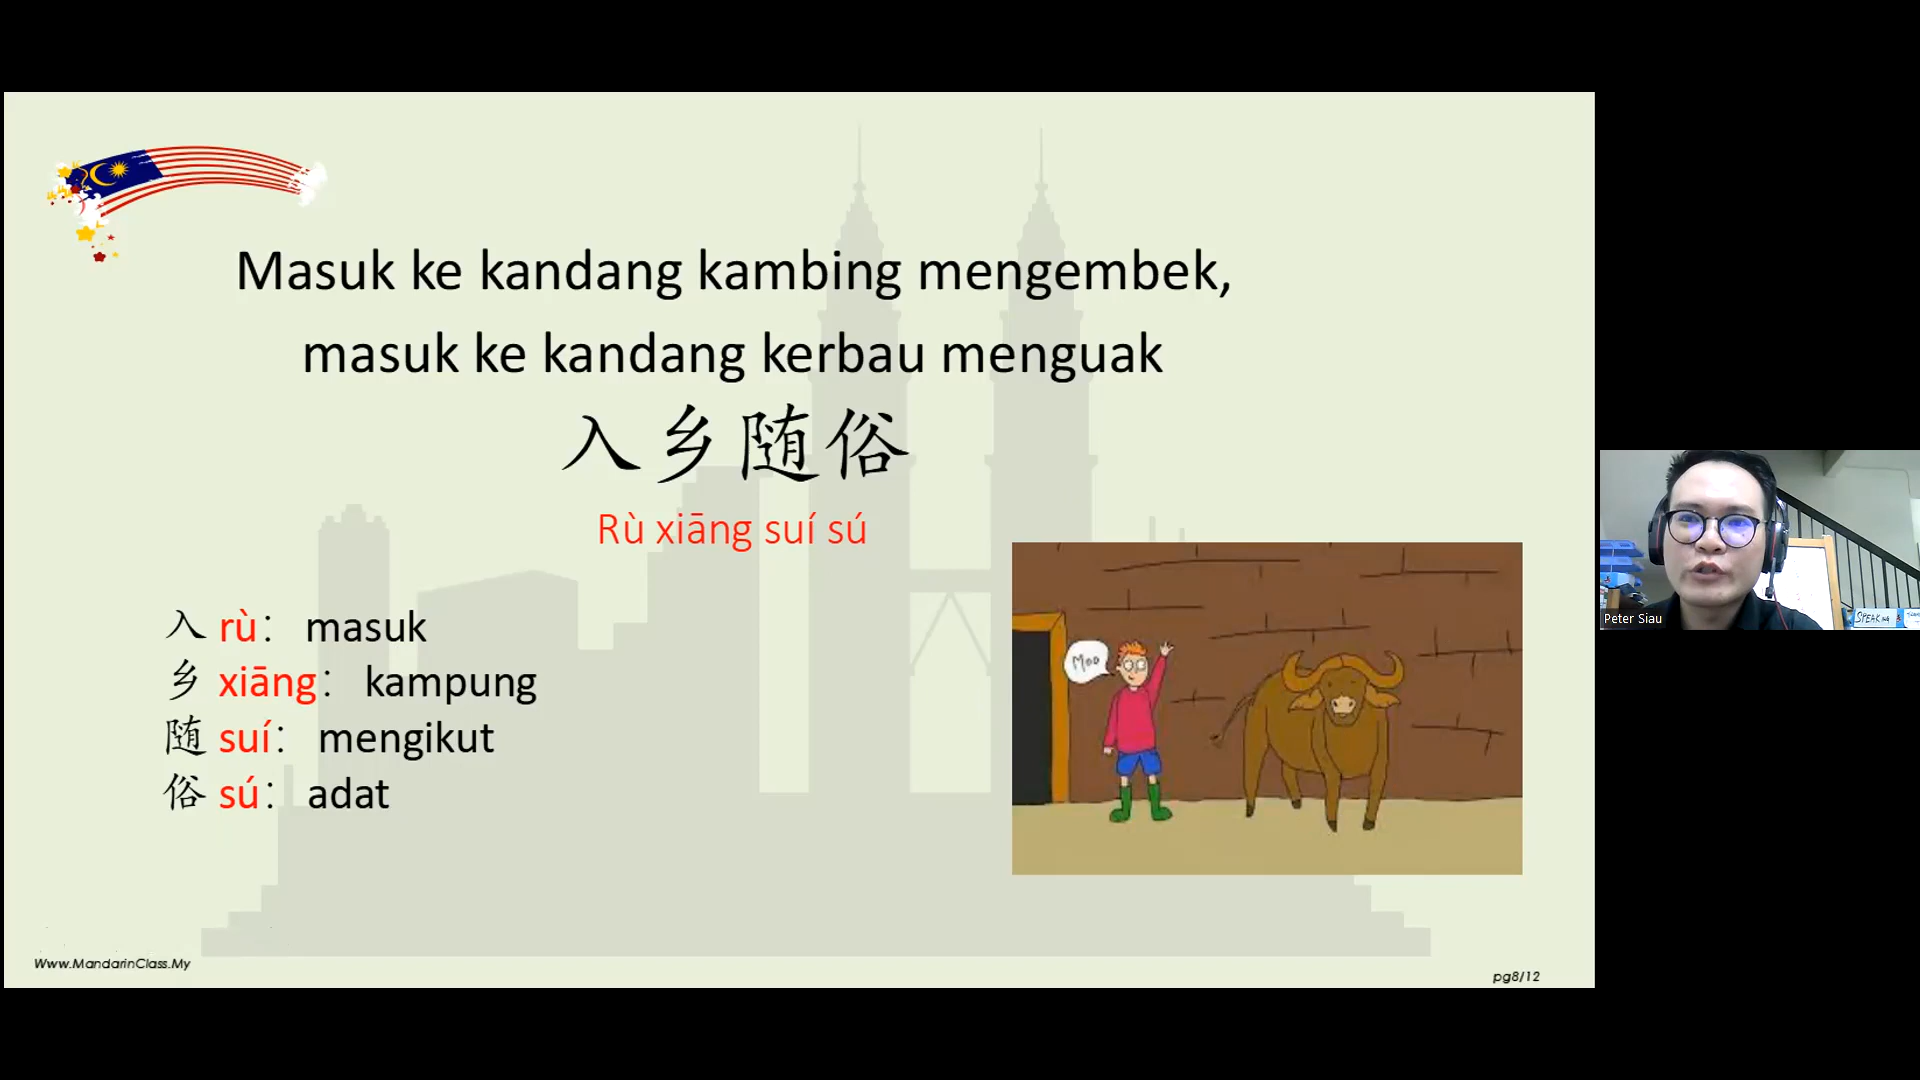 Masuk ke kandang kambing mengembek,
masuk ke kandang kerbau menguak
入乡随俗
Rù xiāng suí sú
入 rù： masuk
乡 xiāng： kampung
随 suí： mengikut
俗 sú： adat
Moo
Www.MandarinClass.My
pg8/12
Peter Siau
SPEAKING